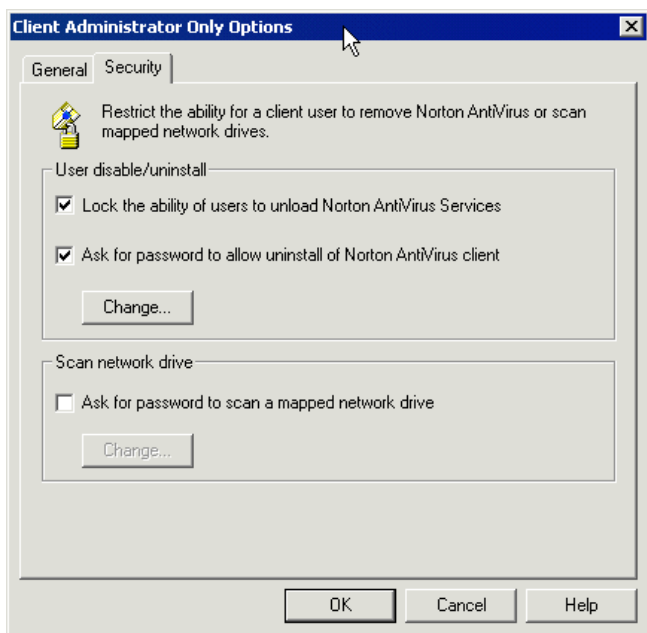 Client Administrator Only Options
General Security
Restrict the ability for a client user to remove Norton AntiVirus or scan
mapped network drives.
User disable/uninstall
Lock the ability of users to unload Norton AntiVirus Services
Ask for password to allow uninstall of Norton AntiVirus client
Change...
Scan network drive
Ask for password to scan a mapped network drive
Change...
OK Cancel Help